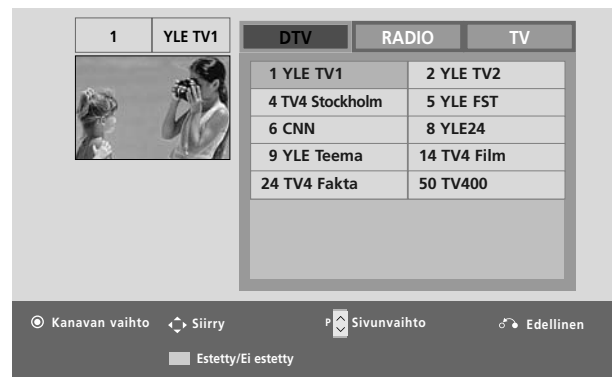 1 YLE TV1
DTV RADIO TV
1 YLE TV1 2 YLE TV2
4 TV4 Stockholm 5 YLE FST
6 CNN 8 YLE24
9 YLE Teema 14 TV4 Film
24 TV4 Fakta 50 TV400
Kanavan vaihto Siirry P Sivunvaihto Edellinen
Estetty/Ei estetty